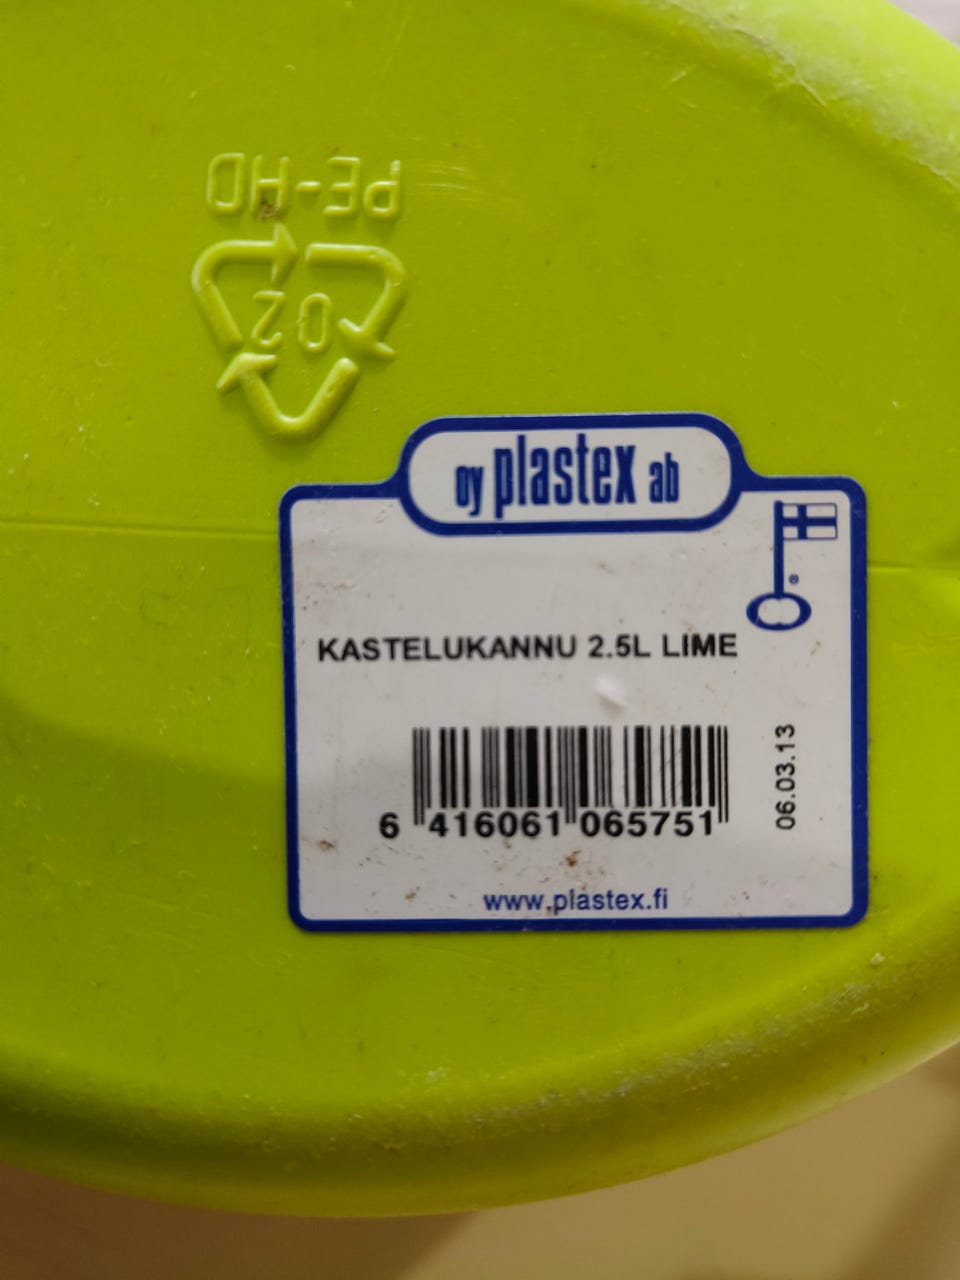 PE-HD
02
oy plastex ab
®
KASTELUKANNU 2.5L LIME
06.03.13
6 416061 065751
www.plastex.fi